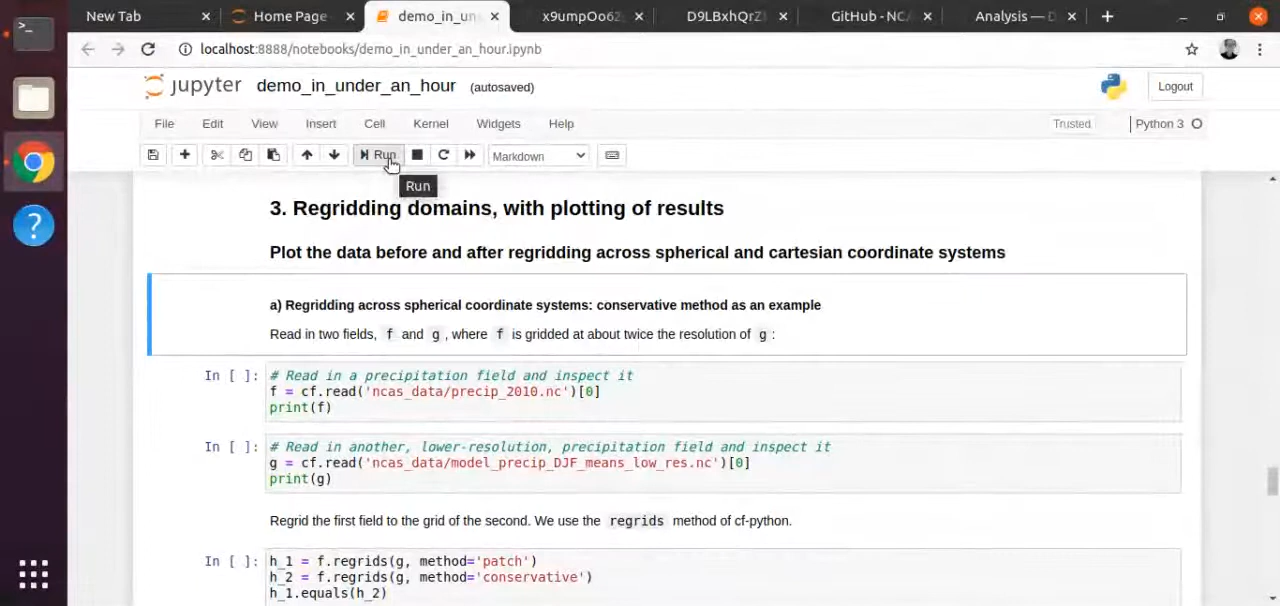 New Tab
Home Page
demo_in_un
x9umpOo6Z
D9LBxhQrZ
GitHub - NC
Analysis — D
localhost:8888/notebooks/demo_in_under_an_hour.ipynb
jupyter demo_in_under_an_hour (autosaved)
Logout
File Edit View Insert Cell Kernel Widgets Help
Trusted
Python 3
Run
Markdown
Run
3. Regridding domains, with plotting of results
Plot the data before and after regridding across spherical and cartesian coordinate systems
a) Regridding across spherical coordinate systems: conservative method as an example
Read in two fields, f and g , where f is gridded at about twice the resolution of g :
In [ ]: # Read in a precipitation field and inspect it
f = cf.read('ncas_data/precip_2010.nc')[0]
print(f)
In [ ]: # Read in another, lower-resolution, precipitation field and inspect it
g = cf.read('ncas_data/model_precip_DJF_means_low_res.nc')[0]
print(g)
Regrid the first field to the grid of the second. We use the regrids method of cf-python.
In [ ]: h_1 = f.regrids(g, method='patch')
h_2 = f.regrids(g, method='conservative')
h_1.equals(h_2)